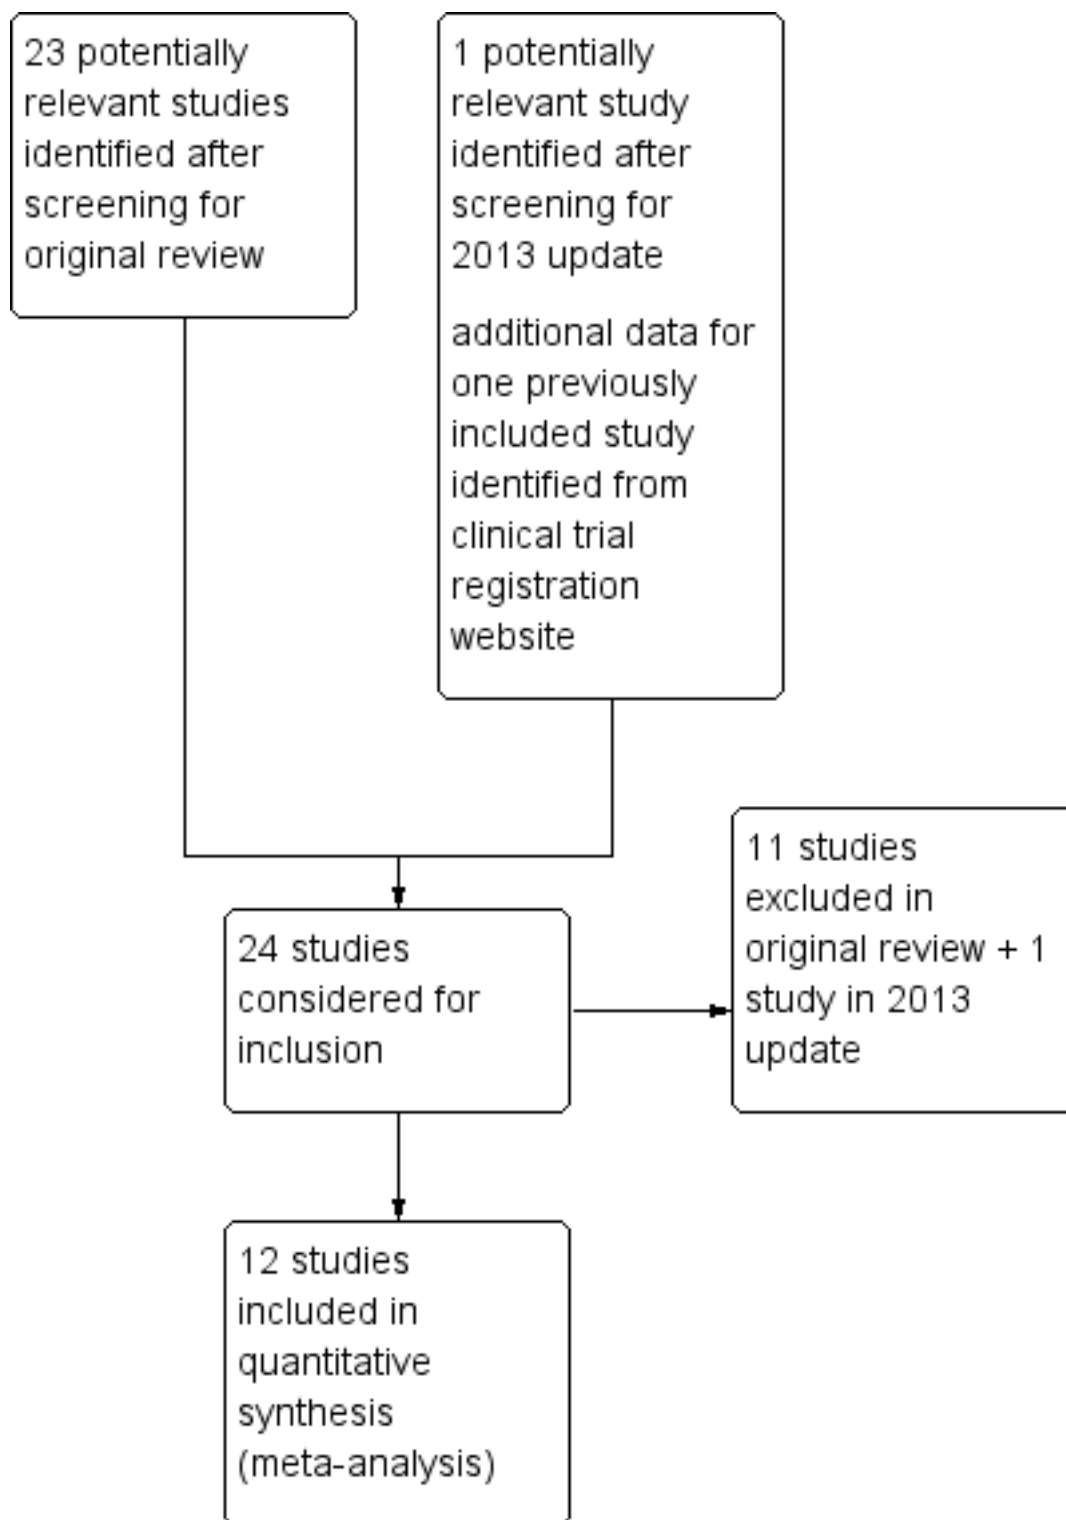 23 potentially
relevant studies
identified after
screening for
original review
1 potentially
relevant study
identified after
screening for
2013 update
additional data for
one previously
included study
identified from
clinical trial
registration
website
24 studies
considered for
inclusion
11 studies
excluded in
original review + 1
study in 2013
update
12 studies
included in
quantitative
synthesis
(meta-analysis)